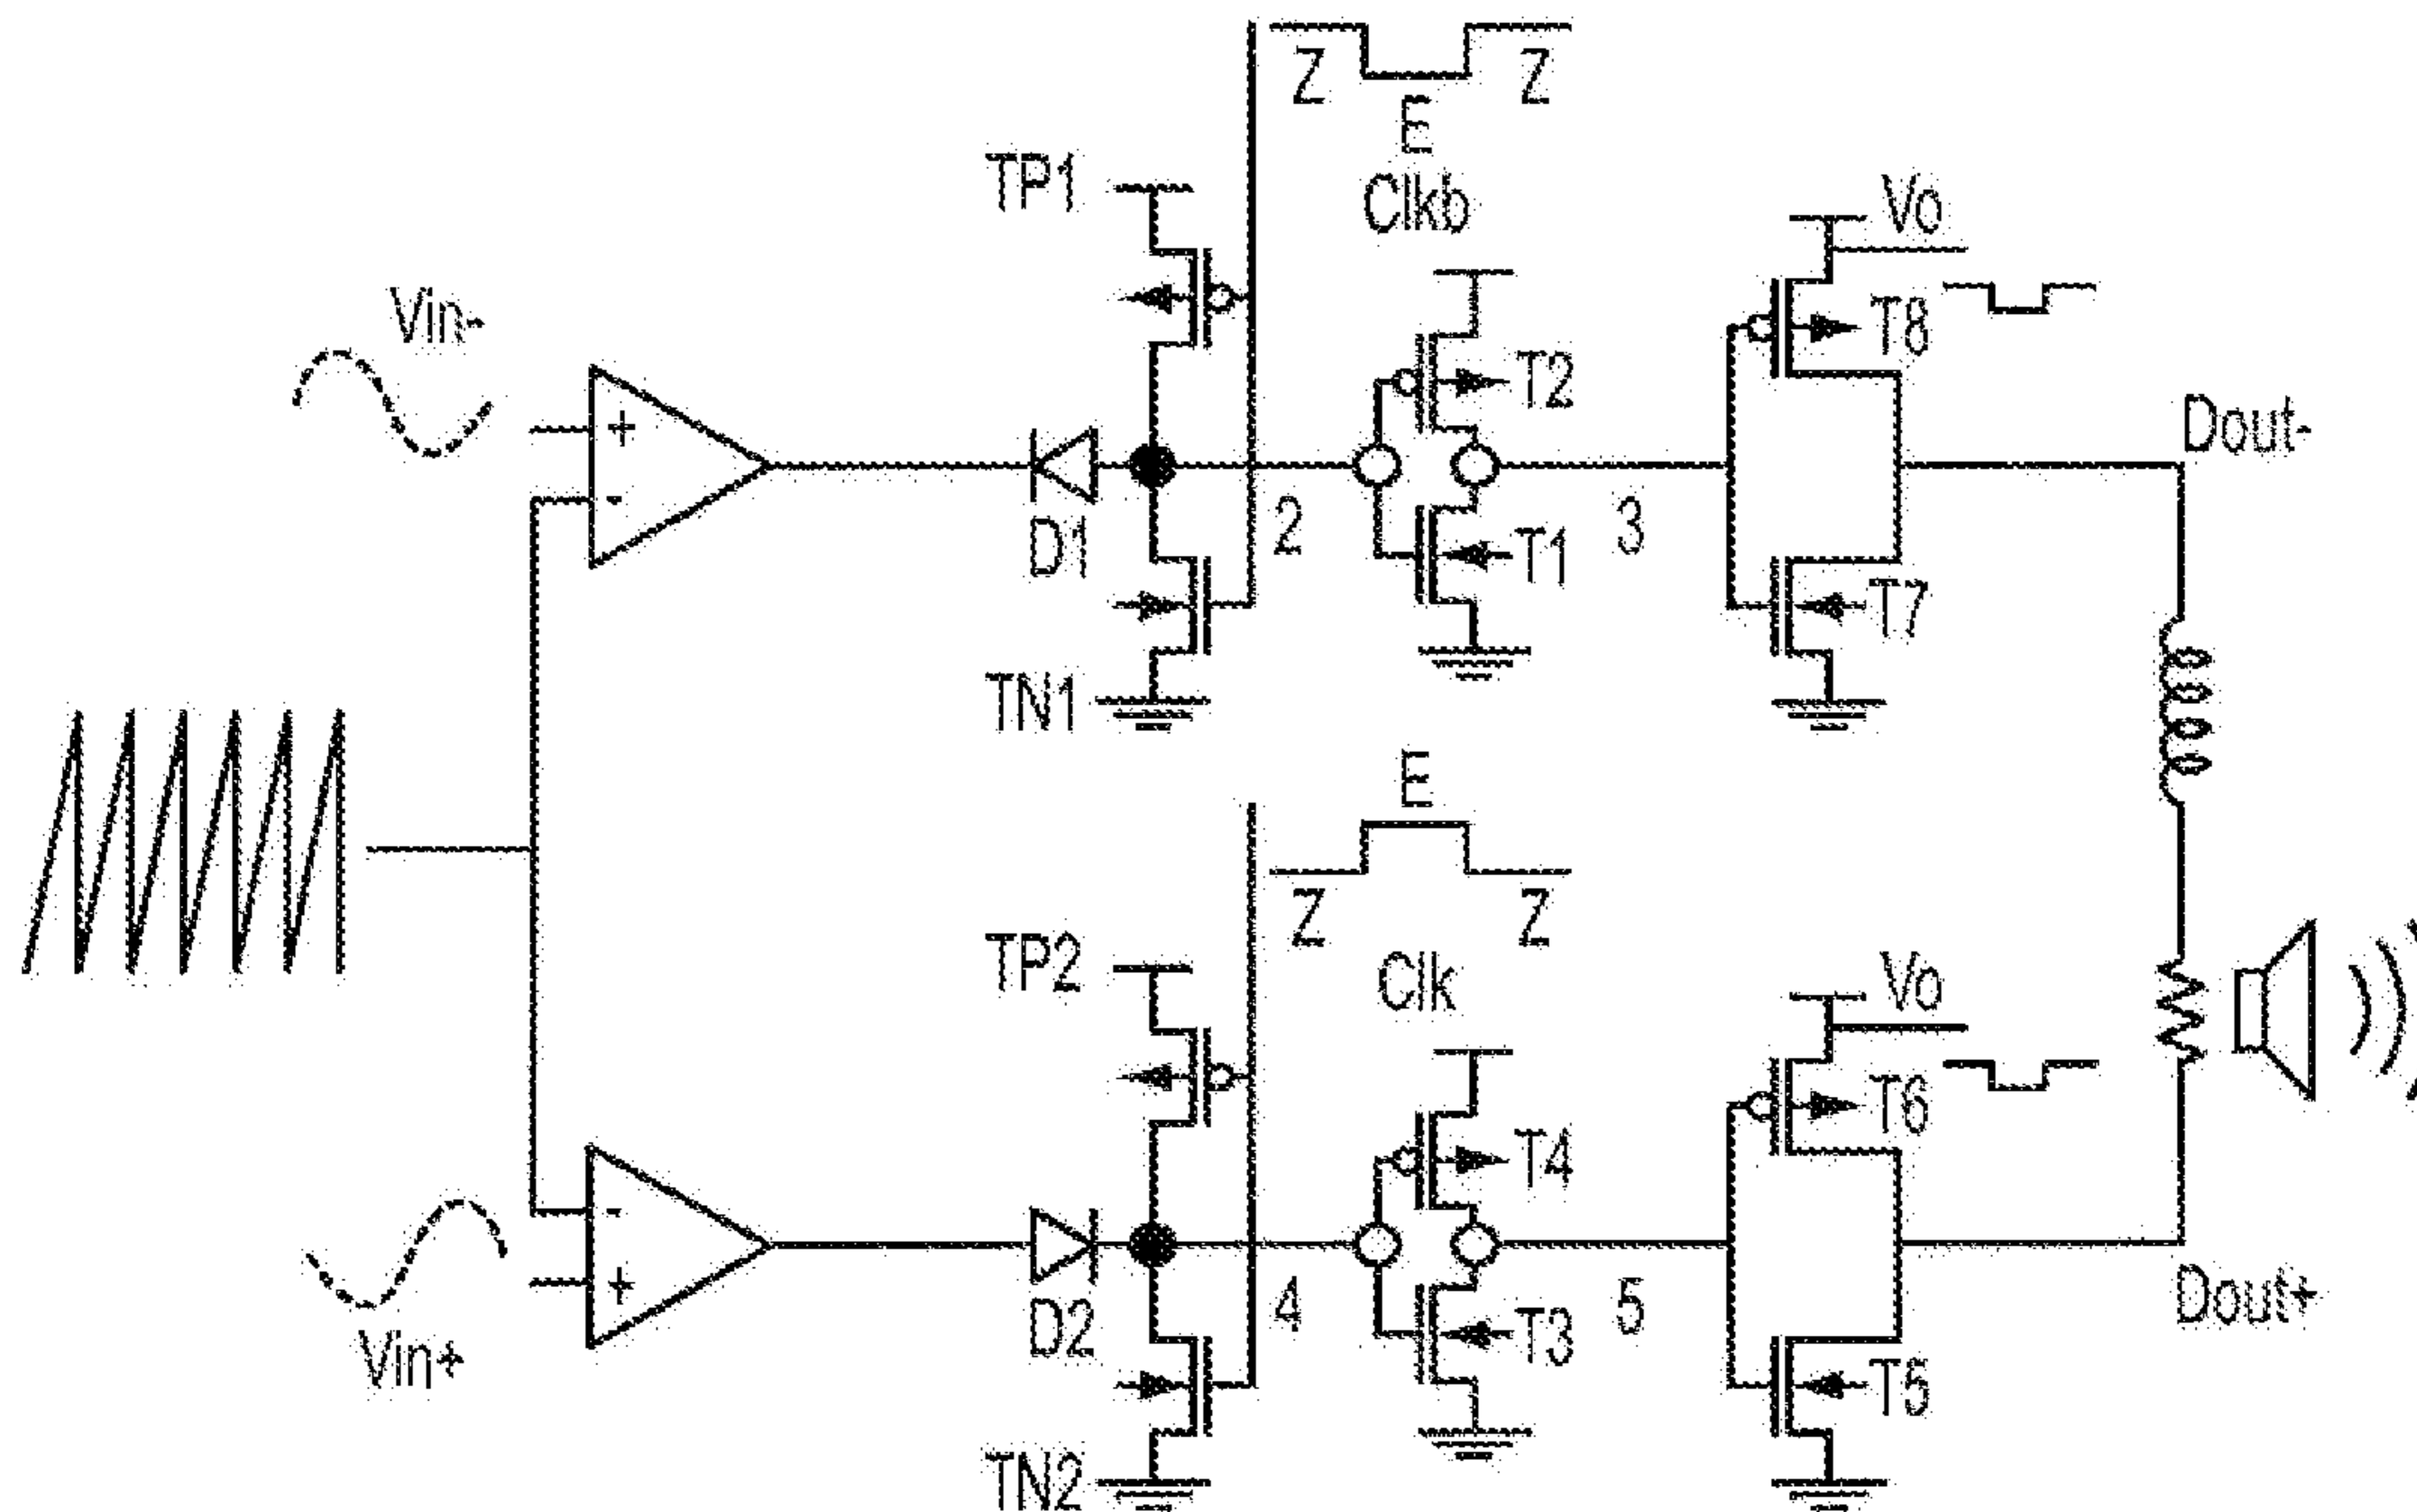 Z Z
E
Clkb
TP1
Vo
Vin-
T8
T2
Dout-
+
-
D1
2
T1
3
T7
TN1
E
Z Z
TP2
Clk
Vo
T6
T4
-
+
D2
4
T3
5
Dout+
Vin+
T5
TN2